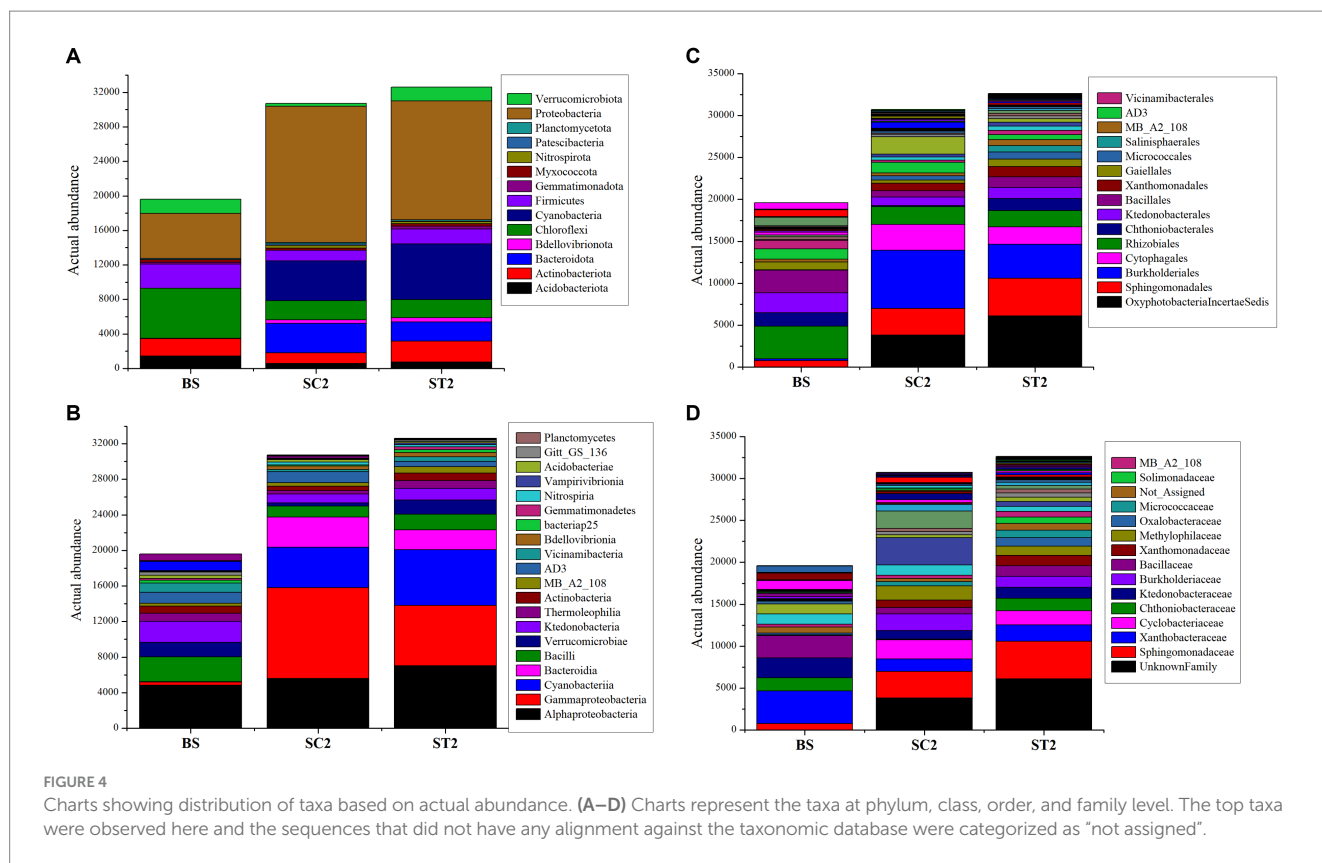 A
Actual abundance
32000
28000
24000
20000
16000
12000
8000
4000
0
BS
SC2
ST2
Verrucomicrobiota
Proteobacteria
Planctomycetota
Patescibacteria
Nitrospirota
Myxococcota
Gemmatimonadota
Firmicutes
Cyanobacteria
Chloroflexi
Bdellovibrionota
Bacteroidota
Actinobacteriota
Acidobacteriota
C
Actual abundance
35000
30000
25000
20000
15000
10000
5000
0
BS
SC2
ST2
Vicinamibacterales
AD3
MB_A2_108
Salinisphaerales
Micrococcales
Gaiellales
Xanthomonadales
Bacillales
Ktedonobacterales
Chthoniobacterales
Rhizobiales
Cytophagales
Burkholderiales
Sphingomonadales
OxyphotobacteriaIncertaeSedis
B
Actual abundance
32000
28000
24000
20000
16000
12000
8000
4000
0
BS
SC2
ST2
Planctomycetes
Gitt_GS_136
Acidobacteriae
Vampirivibrionia
Nitrospiria
Gemmatimonadetes
bacteriap25
Bdellovibrionia
Vicinamibacteria
AD3
MB_A2_108
Actinobacteria
Thermoleophilia
Ktedonobacteria
Verrucomicrobiae
Bacilli
Bacteroidia
Cyanobacteriia
Gammaproteobacteria
Alphaproteobacteria
D
Actual abundance
35000
30000
25000
20000
15000
10000
5000
0
BS
SC2
ST2
MB_A2_108
Solimonadaceae
Not_Assigned
Micrococcaceae
Oxalobacteraceae
Methylophilaceae
Xanthomonadaceae
Bacillaceae
Burkholderiaceae
Ktedonobacteraceae
Chthoniobacteraceae
Cyclobacteriaceae
Xanthobacteraceae
Sphingomonadaceae
UnknownFamily
FIGURE 4
Charts showing distribution of taxa based on actual abundance. (A–D) Charts represent the taxa at phylum, class, order, and family level. The top taxa
were observed here and the sequences that did not have any alignment against the taxonomic database were categorized as “not assigned”.